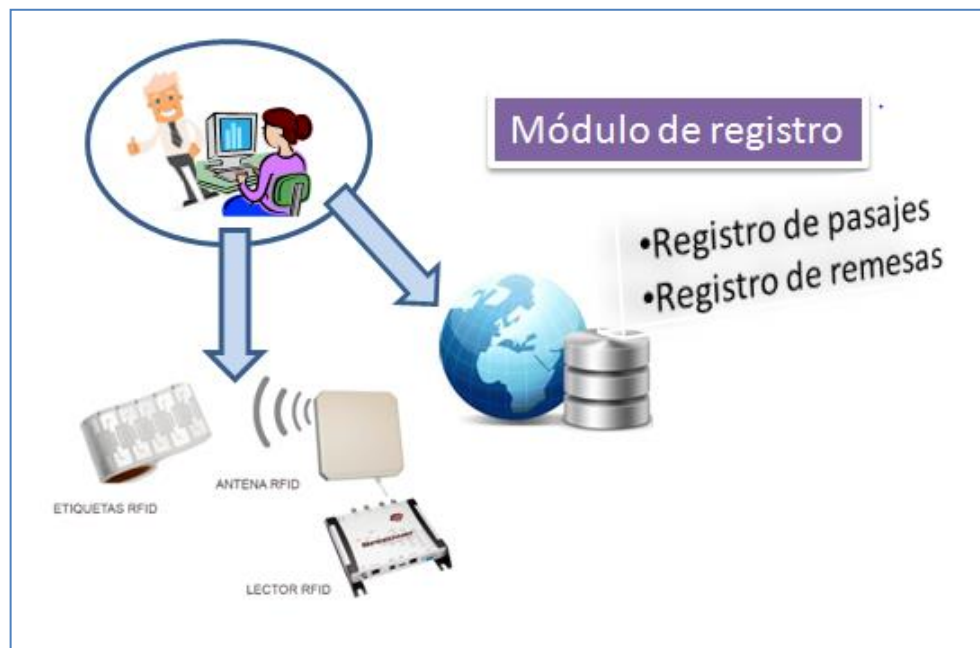 Módulo de registro
•Registro de pasajes
•Registro de remesas
ETIQUETAS RFID
ANTENA RFID
LECTOR RFID